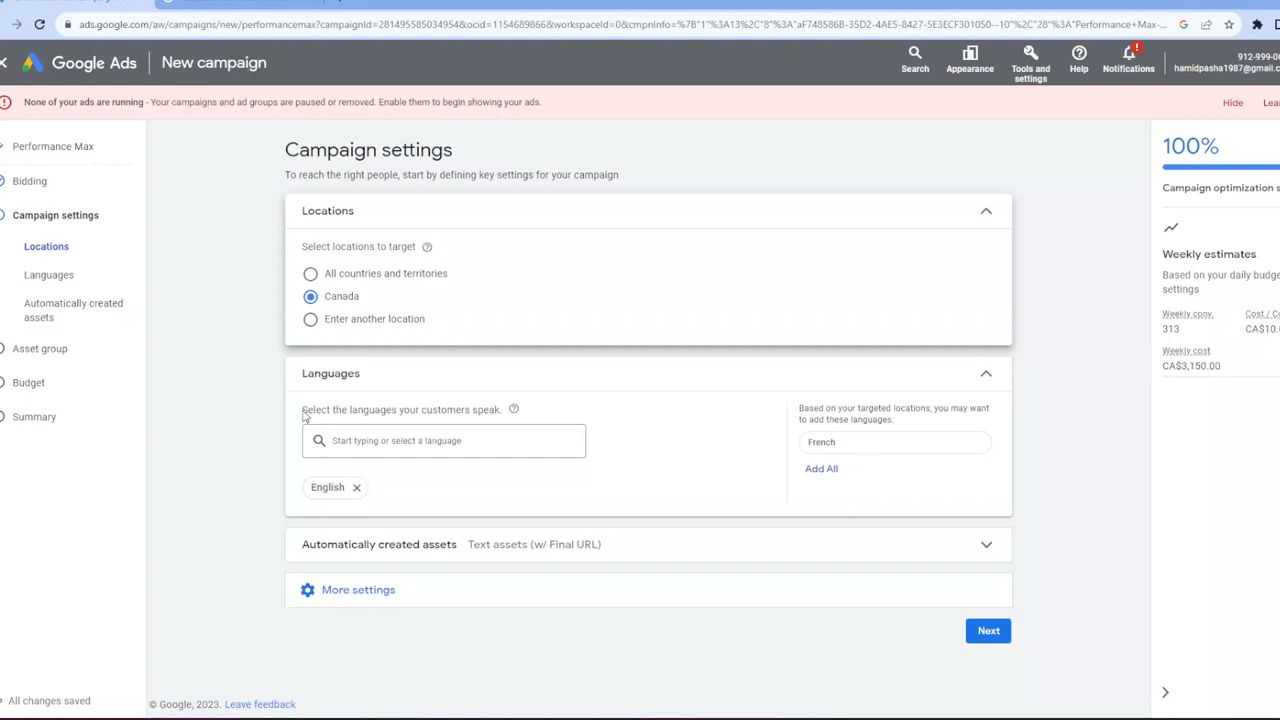 ads.google.com/aw/campaigns/new/performancemax?campaignId=281495585034954&ocid=1154689866&workspaceId=0&cmpnInfo=%7B"1"%3A13%2C"8"%3A"aF748586B-35D2-4AE5-8427-5E3ECF301050--10"%2C"28"%3A"Performance+Max-...
Google Ads
New campaign
Search
Appearance
Tools and
settings
Help
Notifications
912-999-0
hamidpasha1987@gmail.c
None of your ads are running - Your campaigns and ad groups are paused or removed. Enable them to begin showing your ads.
Hide
Lea
Performance Max
Bidding
Campaign settings
Locations
Languages
Automatically created
assets
Asset group
Budget
Summary
All changes saved
Campaign settings
To reach the right people, start by defining key settings for your campaign
Locations
Select locations to target
All countries and territories
Canada
Enter another location
Languages
Select the languages your customers speak.
Start typing or select a language
English
Based on your targeted locations, you may want
to add these languages:
French
Add All
Automatically created assets Text assets (w/ Final URL)
More settings
Next
© Google, 2023. Leave feedback
100%
Campaign optimization s
Weekly estimates
Based on your daily budge
settings
Weekly conv.
313
Cost / Co
CA$10.0
Weekly cost
CA$3,150.00